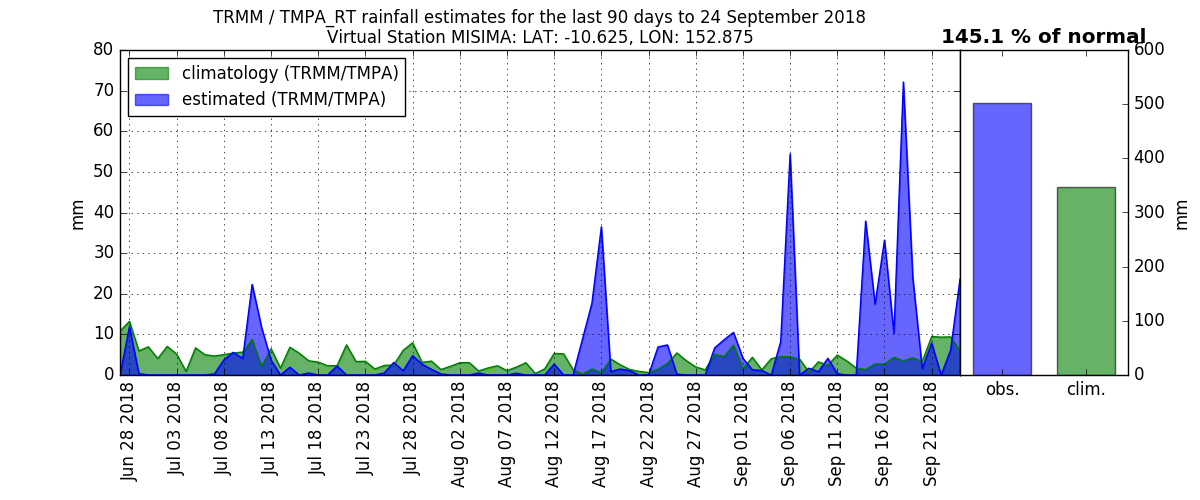 TRMM / TMPA_RT rainfall estimates for the last 90 days to 24 September 2018
Virtual Station MISIMA: LAT: -10.625, LON: 152.875
145.1 % of normal
climatology (TRMM/TMPA)
estimated (TRMM/TMPA)
80
70
60
50
40
30
20
10
0
mm
Jun 28 2018
Jul 03 2018
Jul 08 2018
Jul 13 2018
Jul 18 2018
Jul 23 2018
Jul 28 2018
Aug 02 2018
Aug 07 2018
Aug 12 2018
Aug 17 2018
Aug 22 2018
Aug 27 2018
Sep 01 2018
Sep 06 2018
Sep 11 2018
Sep 16 2018
Sep 21 2018
obs.
clim.
600
500
400
300
200
100
0
mm